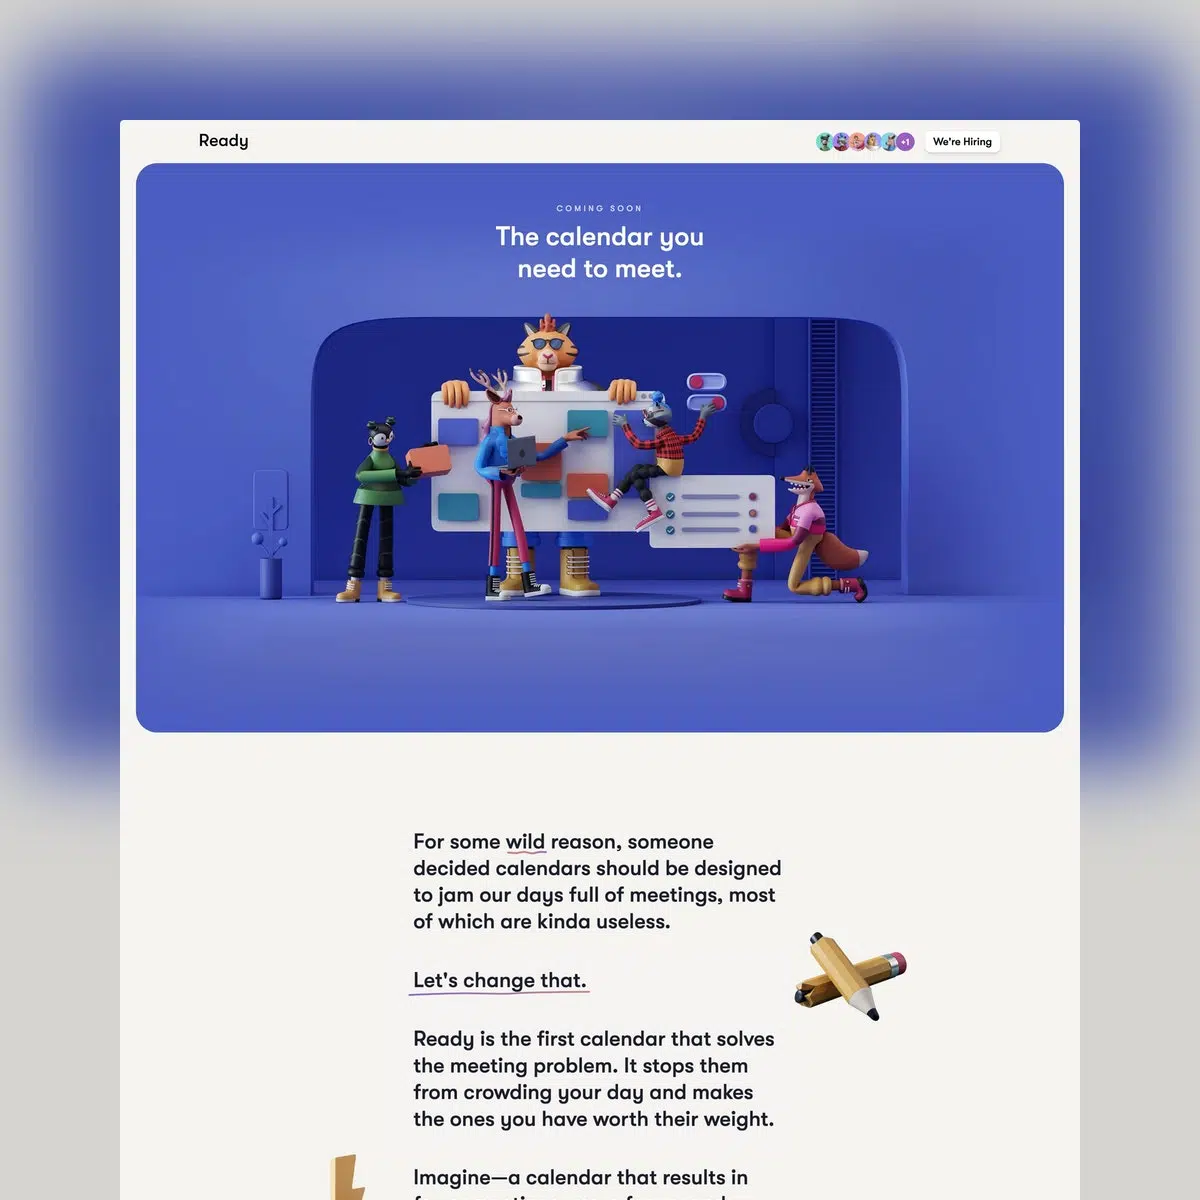 Ready
+1
We're Hiring
COMING SOON
The calendar you
need to meet.
For some wild reason, someone
decided calendars should be designed
to jam our days full of meetings, most
of which are kinda useless.
Let's change that.
Ready is the first calendar that solves
the meeting problem. It stops them
from crowding your day and makes
the ones you have worth their weight.
Imagine—a calendar that results in